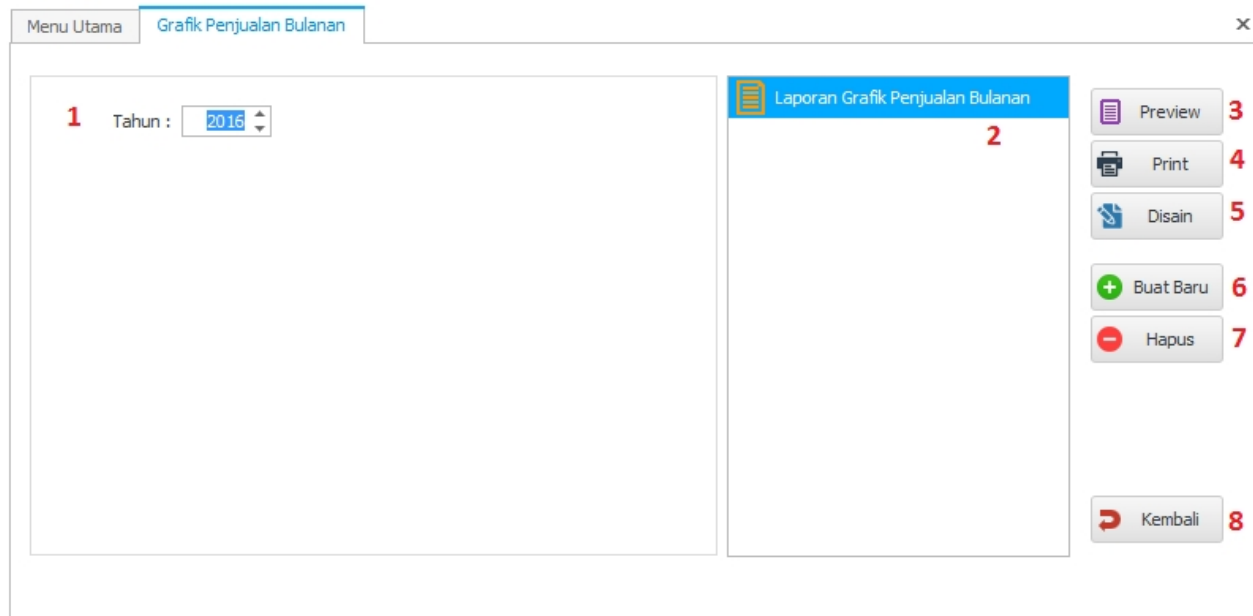 Menu Utama
Grafik Penjualan Bulanan
1 Tahun : 2016
Laporan Grafik Penjualan Bulanan
2
Preview 3
Print 4
Disain 5
Buat Baru 6
Hapus 7
Kembali 8